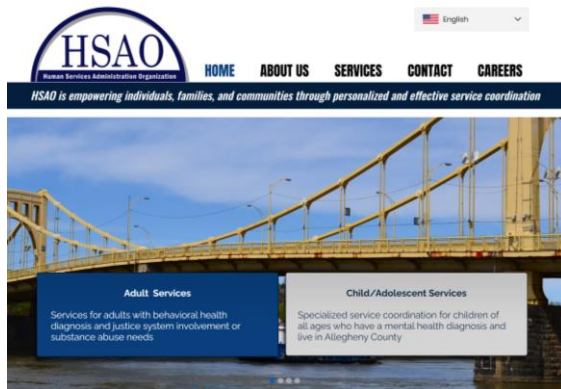 English
HSAO
Human Services Administration Organization
HOME ABOUT US SERVICES CONTACT CAREERS
HSAO is empowering individuals, families, and communities through personalized and effective service coordination
Adult Services
Services for adults with behavioral health
diagnosis and justice system involvement or
substance abuse needs
Child/Adolescent Services
Specialized service coordination for children of
all ages who have a mental health diagnosis and
live in Allegheny County